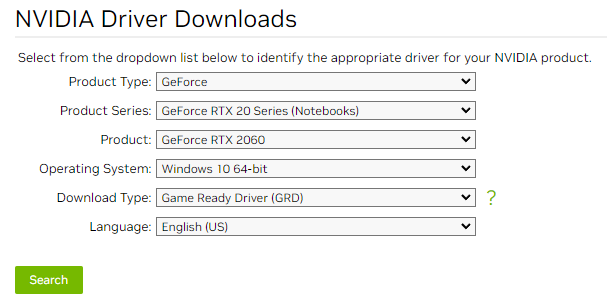 NVIDIA Driver Downloads
Select from the dropdown list below to identify the appropriate driver for your NVIDIA product.
Product Type: GeForce
Product Series: GeForce RTX 20 Series (Notebooks)
Product: GeForce RTX 2060
Operating System: Windows 10 64-bit
Download Type: Game Ready Driver (GRD) ?
Language: English (US)
Search